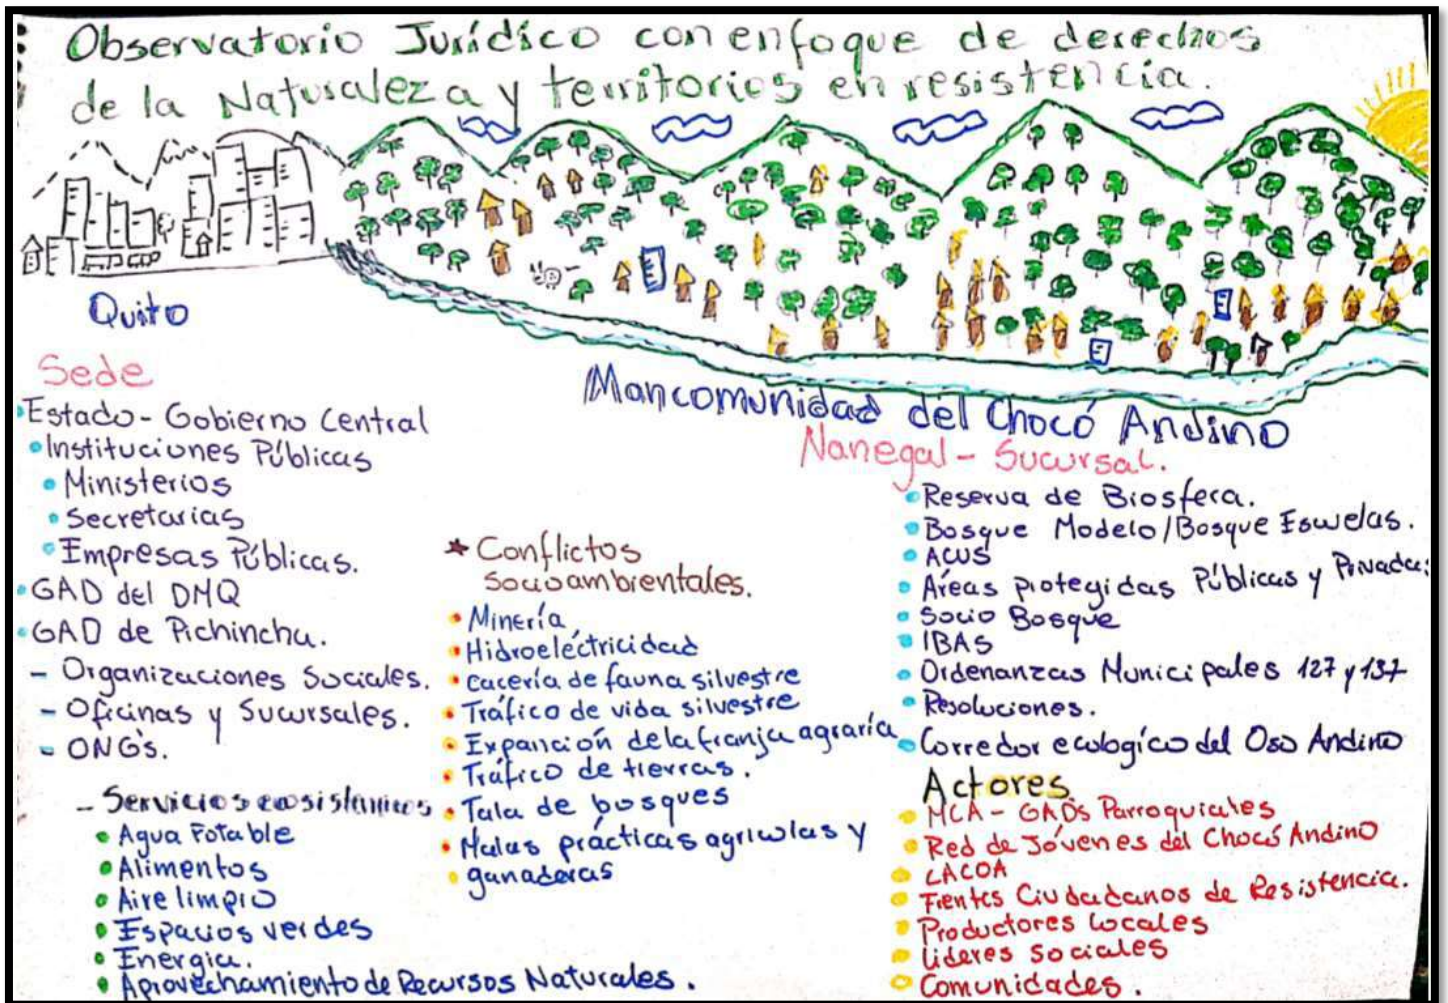 Observatorio Jurídico con enfoque de derechos
de la Naturaleza y territorios en resistencia.
Quito
Sede
Estado - Gobierno Central
Instituciones Públicas
Ministerios
Secretarias
Empresas Públicas.
GAD del DMQ
GAD de Pichincha.
- Organizaciones Sociales.
- Oficinas y Sucursales.
- ONG's.
- Servicios ecosistémicos
Agua Potable
Alimentos
Aire limpio
Espacios verdes
Energia.
Aprovechamiento de Recursos Naturales.
* Conflictos
socioambientales.
Minería
Hidroeléctricidad
cacería de fauna silvestre
Tráfico de vida silvestre
Expanción de la franja agraría
Tráfico de tierras.
Tala de bosques
Malas prácticas agricolas y
ganaderas
Mancomunidad del Chocó Andino
Nanegal - Sucursal.
Reserva de Biosfera.
Bosque Modelo/Bosque Escuelas.
ACUS
Areas protegidas Públicas y Privadas
Socio Bosque
IBAS
Ordenanzas Municipales 127 y 137
Resoluciones.
Corredor ecologico del Oso Andino
Actores
MCA - GADs Parroquiales
Red de Jóvenes del Chocó Andino
CACOA
Frentes Ciudadanos de Resistencia.
Productores Locales
Lideres Sociales
Comunidades.